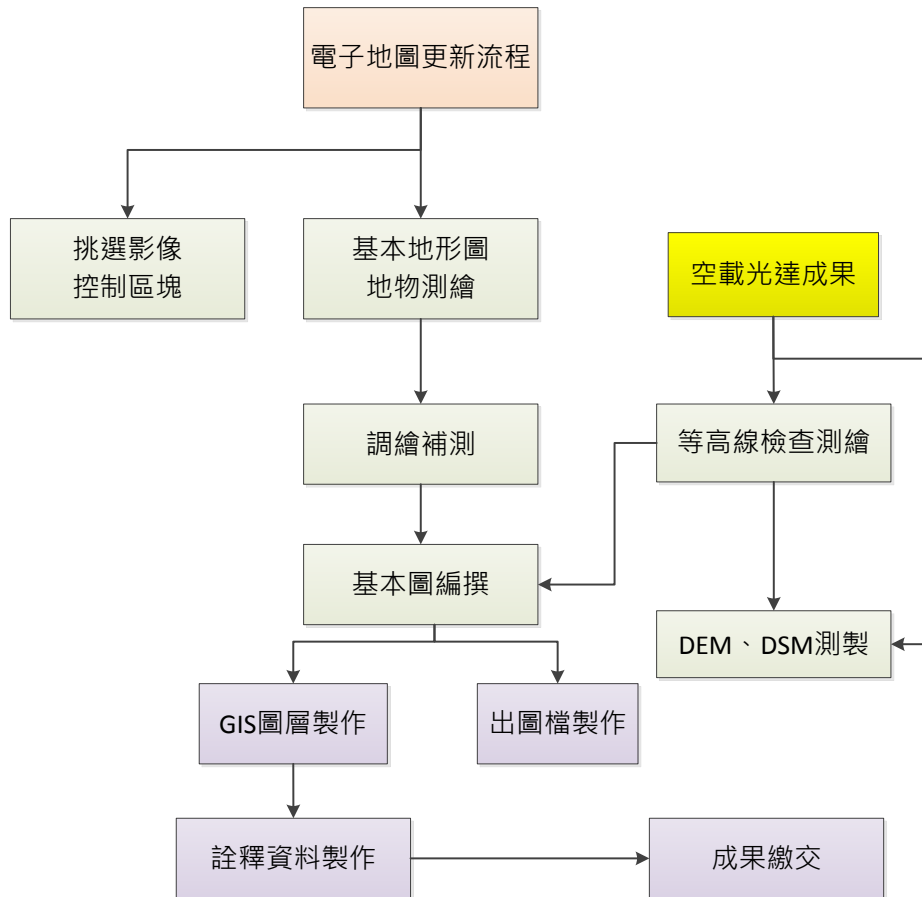 電子地圖更新流程
挑選影像
控制區塊
基本地形圖
地物測繪
空載光達成果
調繪補測
等高線檢查測繪
基本圖編撰
DEM、DSM測製
GIS圖層製作
出圖檔製作
詮釋資料製作
成果繳交